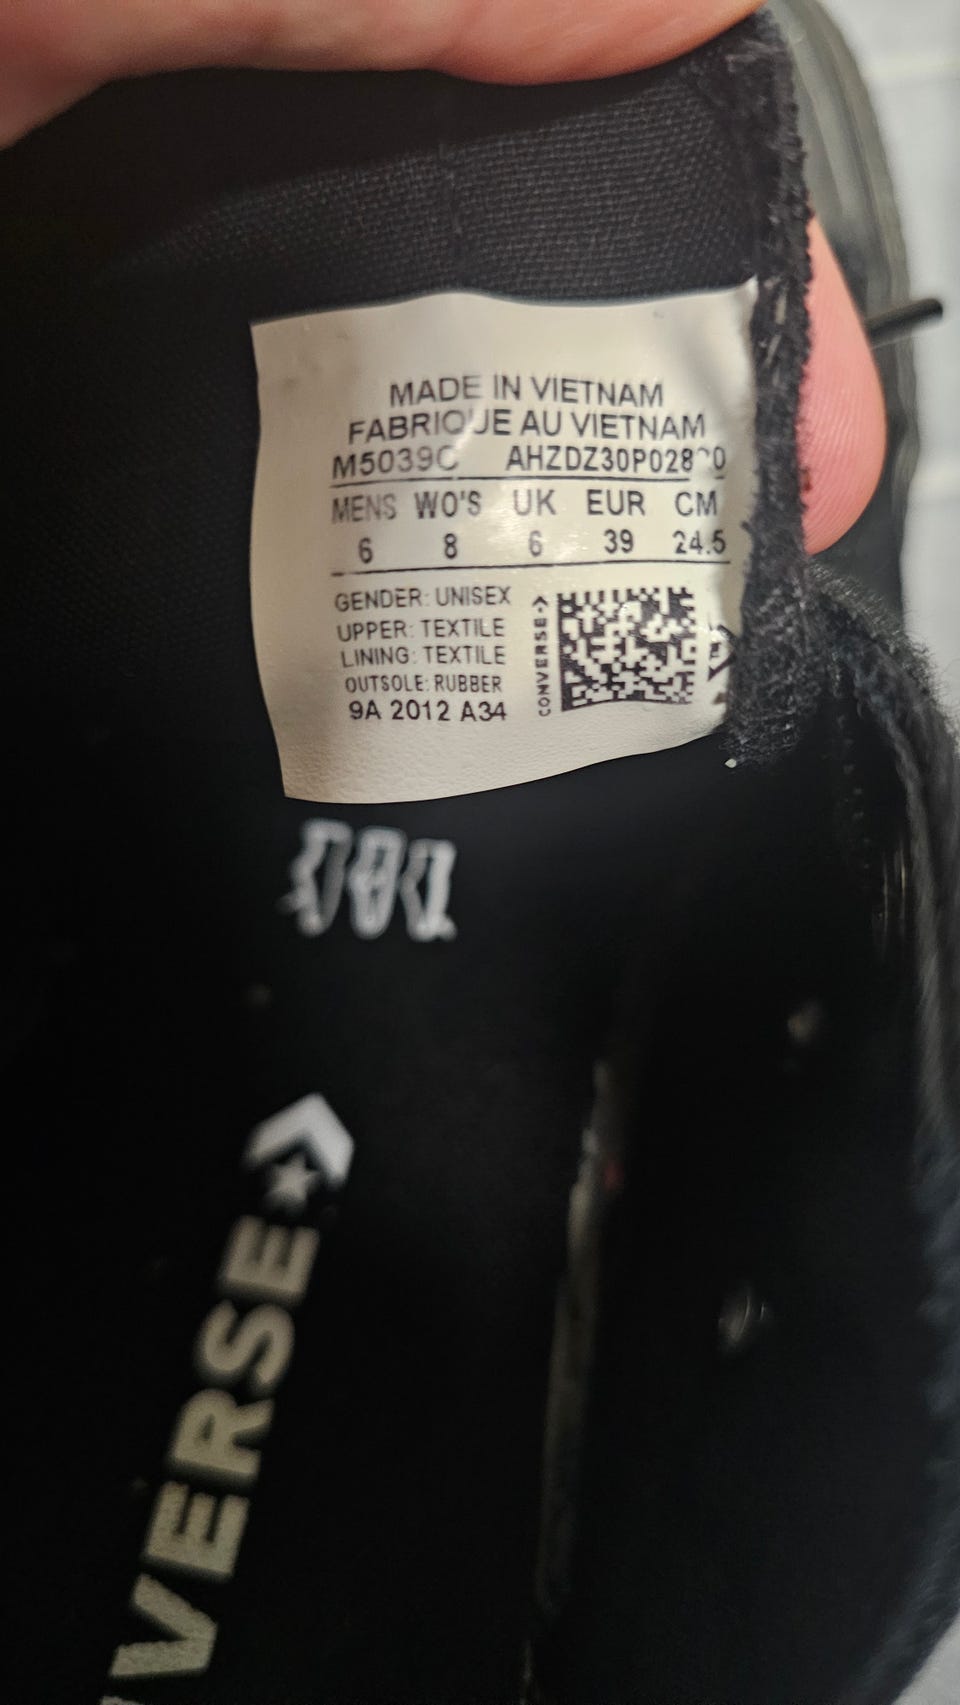 MADE IN VIETNAM
FABRIQUE AU VIETNAM
M5039C
MENS WO'S UK EUR CM
6 8 6 39 24.5
GENDER: UNISEX
UPPER: TEXTILE
LINING: TEXTILE
OUTSOLE: RUBBER
9A 2012 A34
CONVERSE
VERSE